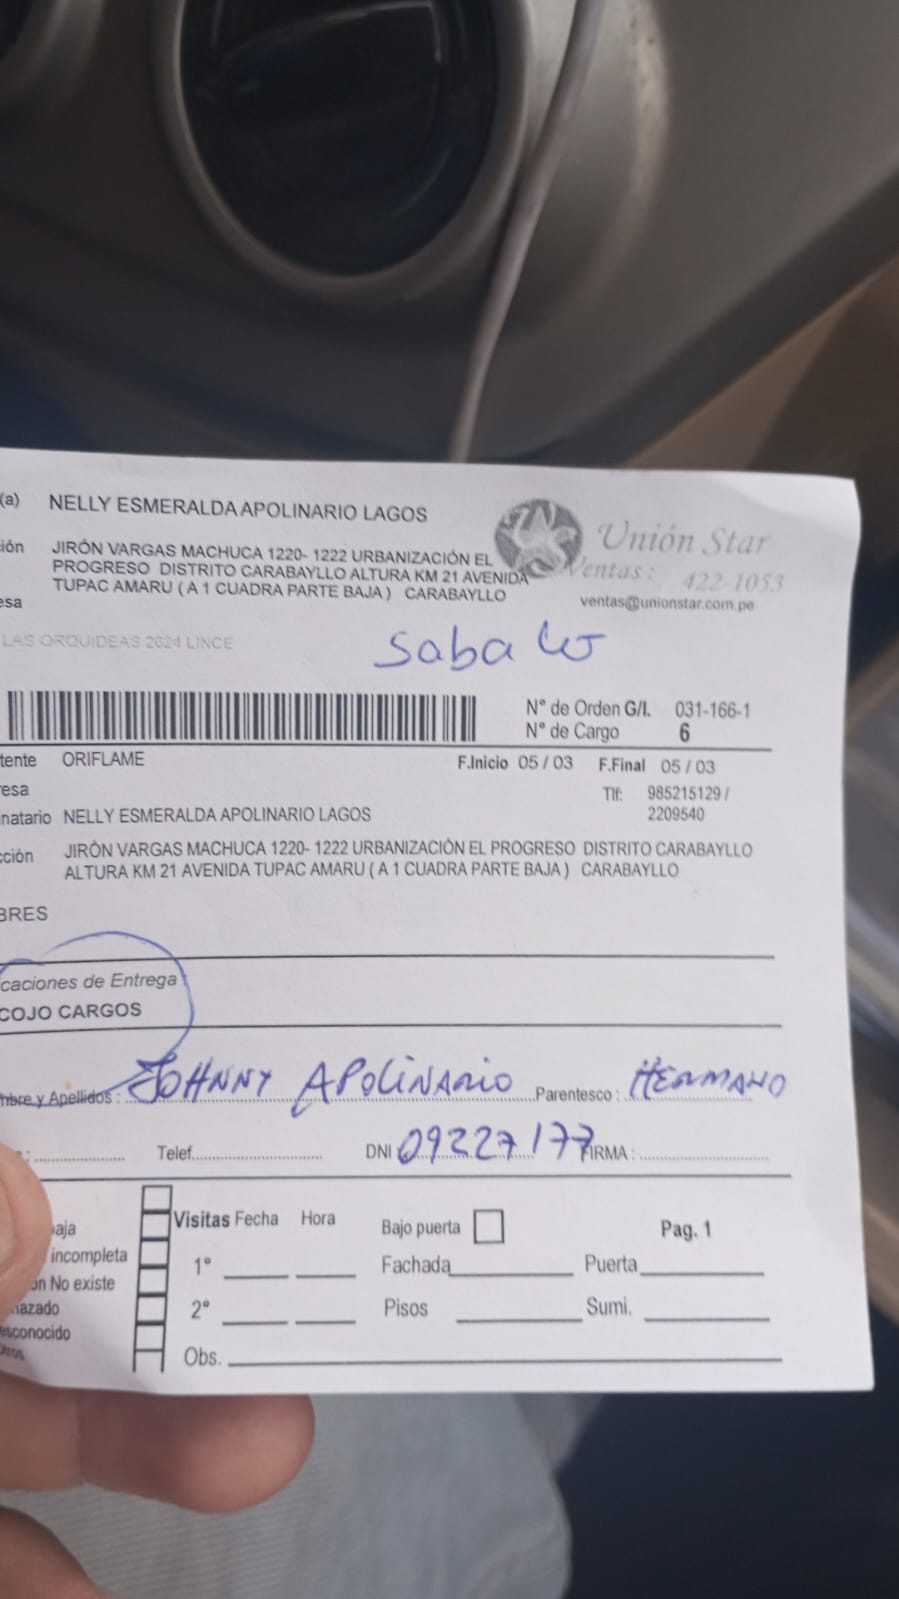 (a) NELLY ESMERALDA APOLINARIO LAGOS
Unión Star
Ventas: 422-1053
ventas@unionstar.com.pe
ión JIRÓN VARGAS MACHUCA 1220- 1222 URBANIZACIÓN EL
PROGRESO DISTRITO CARABAYLLO ALTURA KM 21 AVENIDA
TUPAC AMARU ( A 1 CUADRA PARTE BAJA ) CARABAYLLO
esa
LAS ORQUIDEAS 2624 LINCE
N° de Orden G/I. 031-166-1
N° de Cargo 6
tente ORIFLAME F.Inicio 05 / 03 F.Final 05 / 03
resa Tlf: 985215129 /
2209540
natario NELLY ESMERALDA APOLINARIO LAGOS
cción JIRÓN VARGAS MACHUCA 1220- 1222 URBANIZACIÓN EL PROGRESO DISTRITO CARABAYLLO
ALTURA KM 21 AVENIDA TUPAC AMARU ( A 1 CUADRA PARTE BAJA ) CARABAYLLO
BRES
caciones de Entrega
COJO CARGOS
mbre y Apellidos : JOHNNY APOLINARIO Parentesco : HERMANO
: Telef. DNI 09227177 FIRMA :
Visitas Fecha Hora Bajo puerta Pag. 1
aja
incompleta 1° Fachada Puerta
ón No existe
hazado 2° Pisos Sumi.
esconocido
Otros Obs.